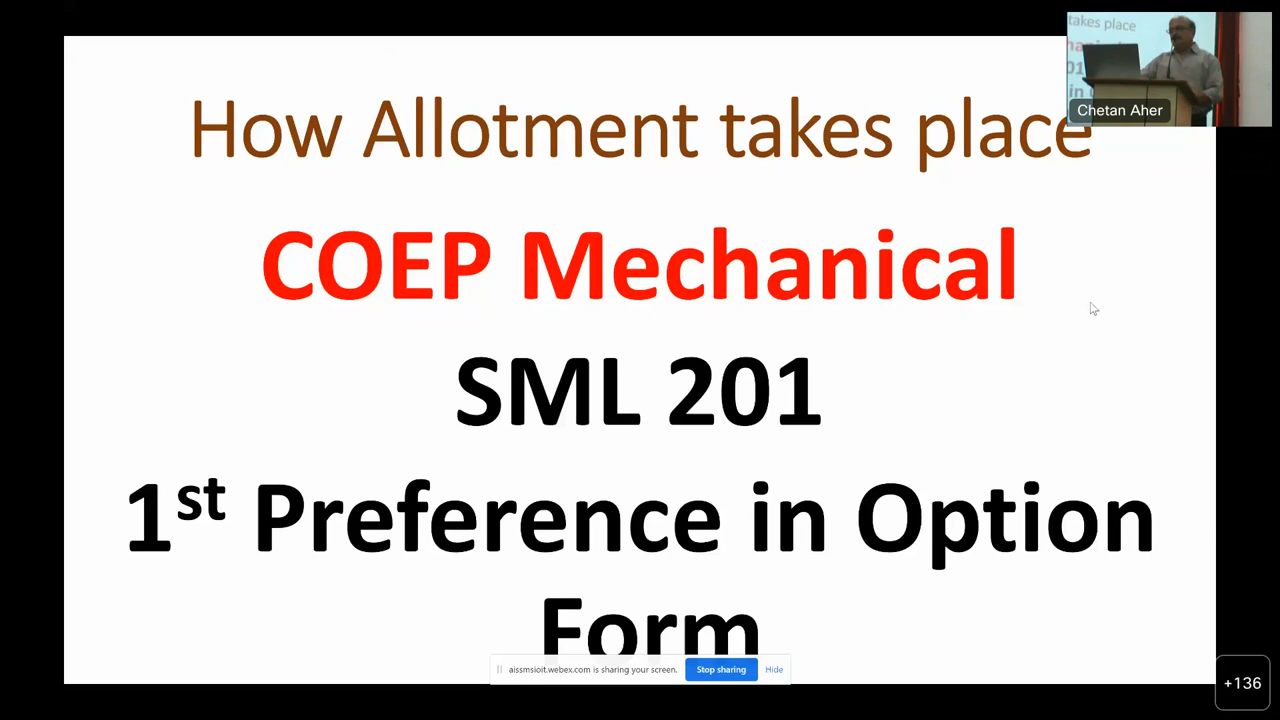 How Allotment takes place
COEP Mechanical
SML 201
1st Preference in Option
Form
takes place
Chetan Aher
aissmsioit.webex.com is sharing your screen.
Stop sharing
Hide
+136